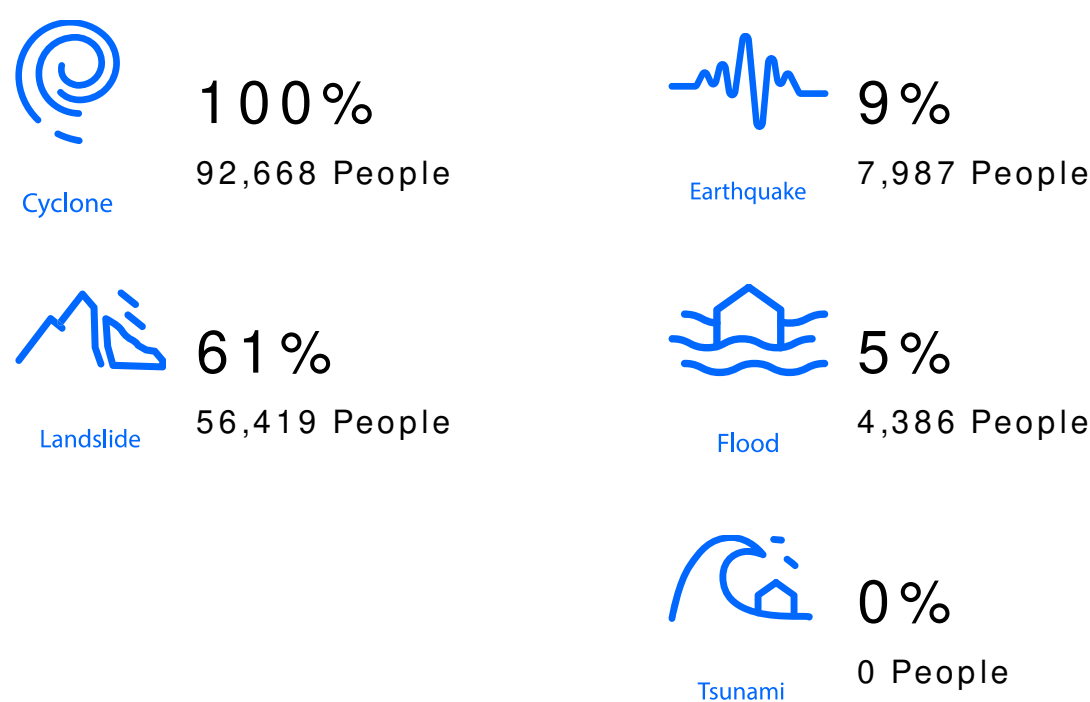 100%
92,668 People
Cyclone
9%
7,987 People
Earthquake
61%
56,419 People
Landslide
5%
4,386 People
Flood
0%
0 People
Tsunami